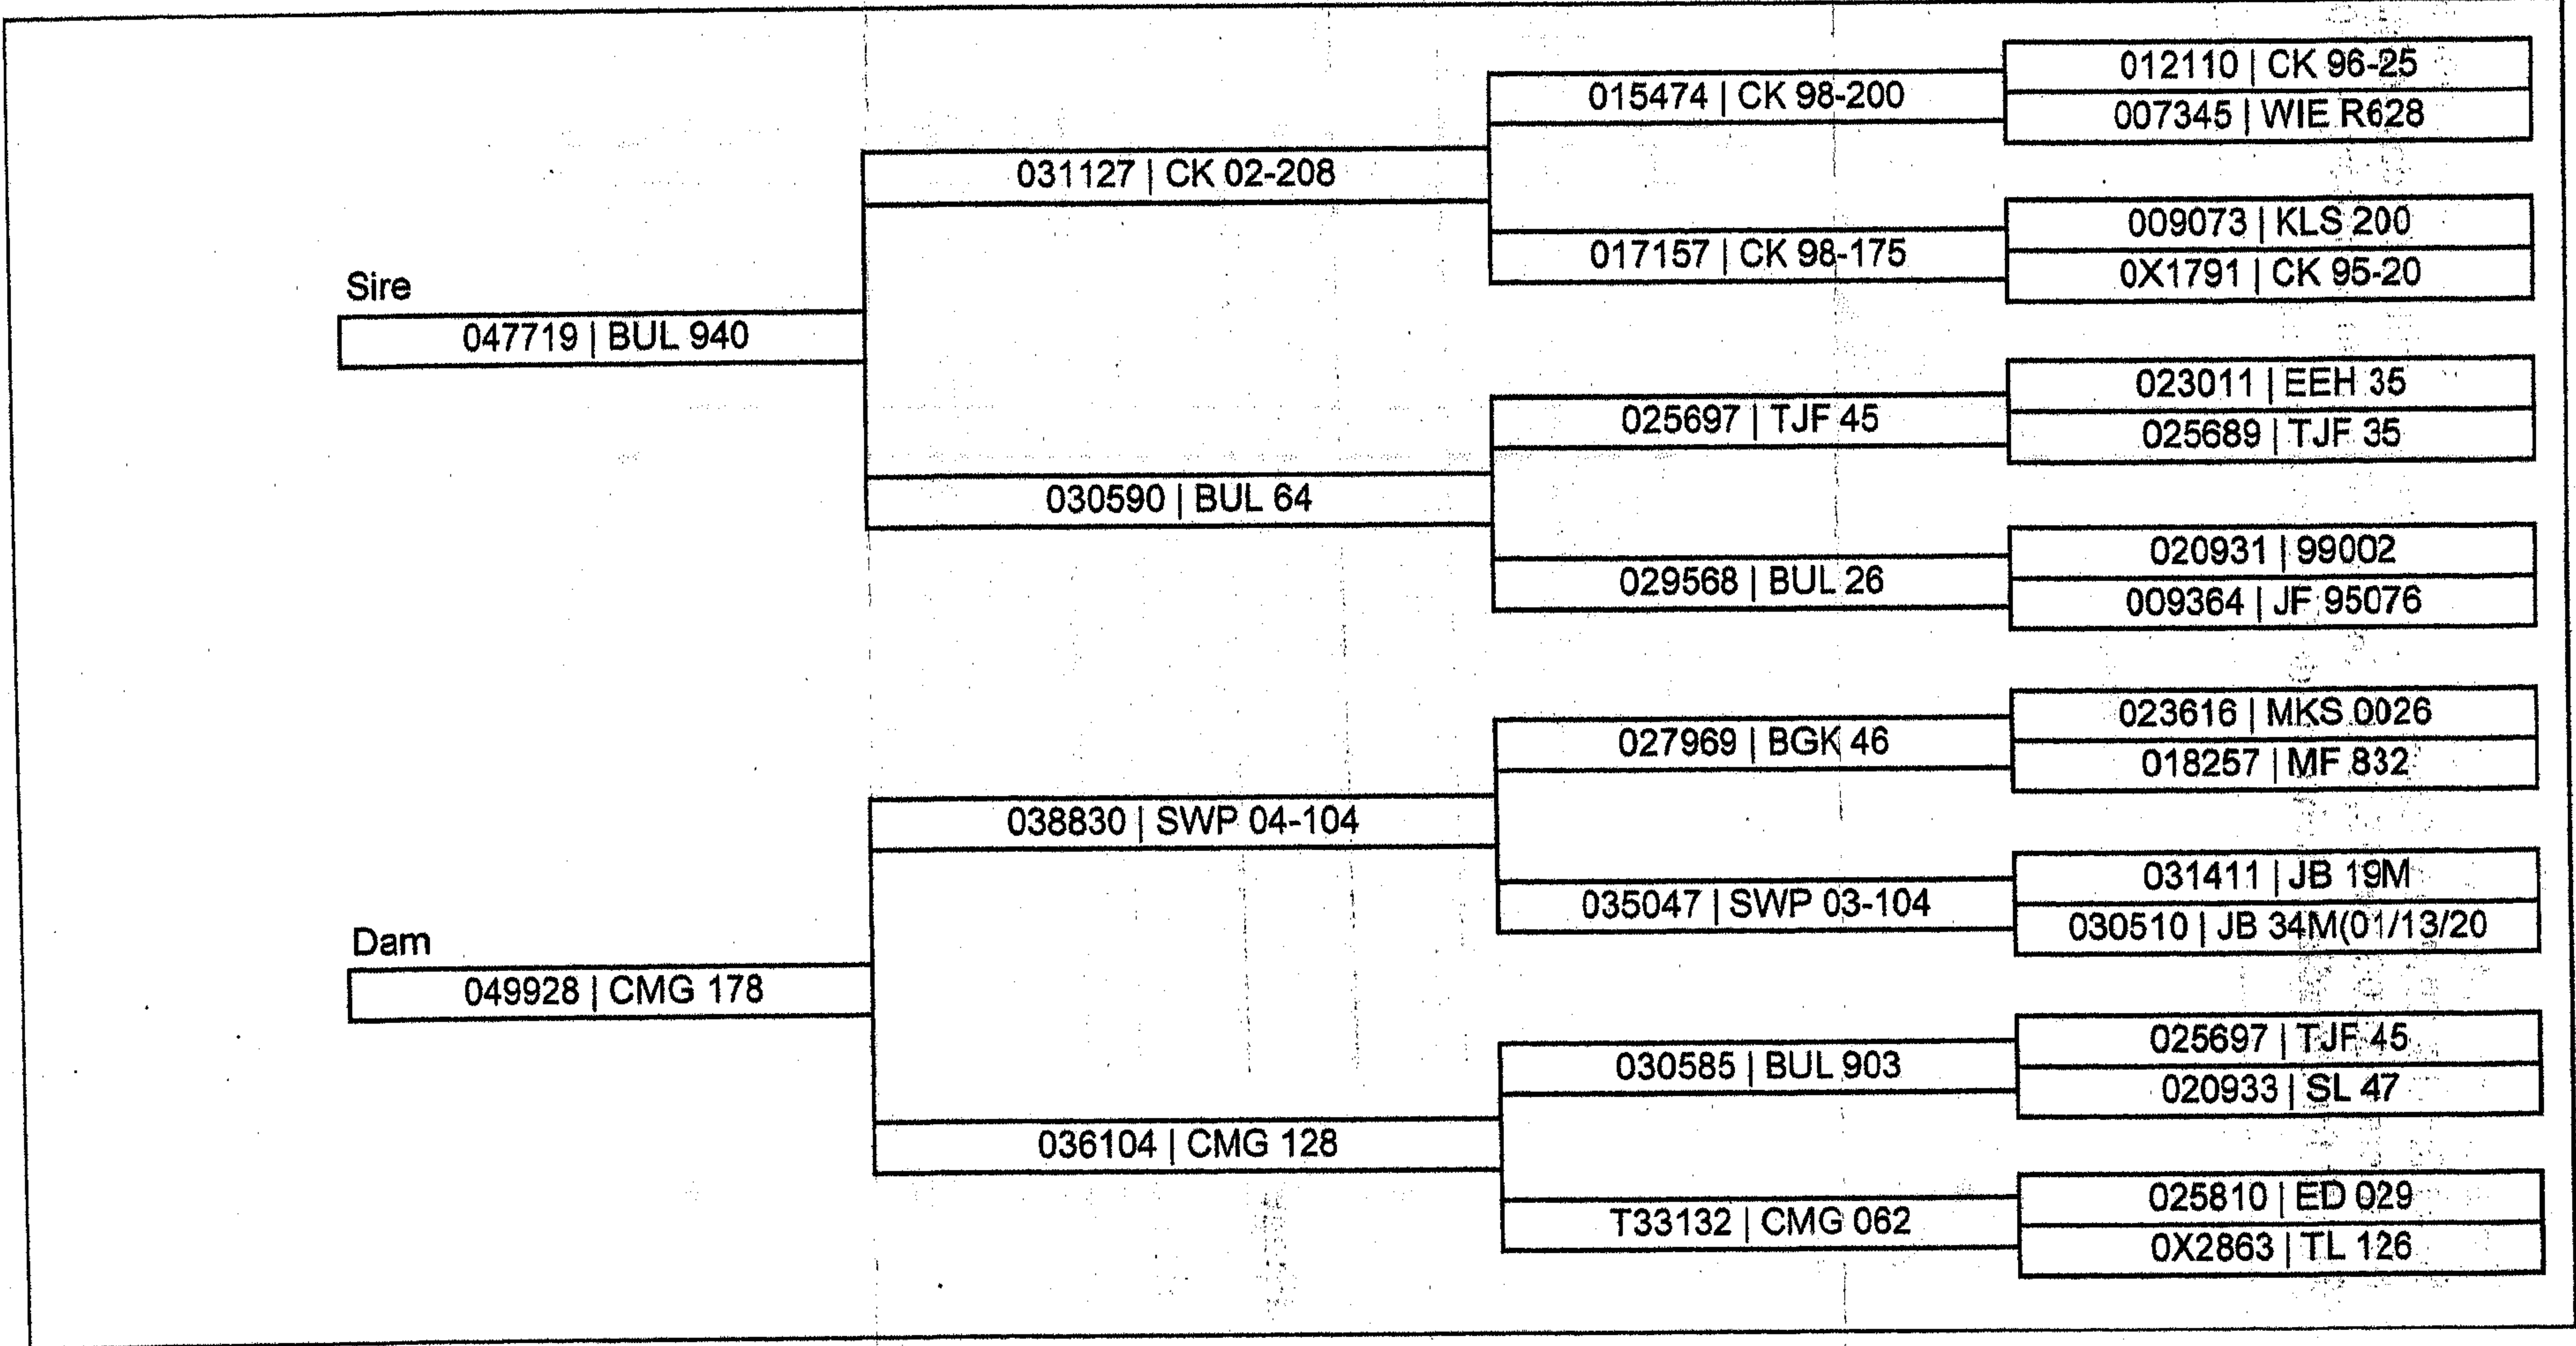 012110 | CK 96-25
015474 | CK 98-200
007345 | WIE R628
031127 | CK 02-208
009073 | KLS 200
017157 | CK 98-175
0X1791 | CK 95-20
Sire
047719 | BUL 940
023011 | EEH 35
025697 | TJF 45
025689 | TJF 35
030590 | BUL 64
020931 | 99002
029568 | BUL 26
009364 | JF 95076
023616 | MKS 0026
027969 | BGK 46
018257 | MF 832
038830 | SWP 04-104
031411 | JB 19M
035047 | SWP 03-104
030510 | JB 34M(01/13/20
Dam
049928 | CMG 178
025697 | TJF 45
030585 | BUL 903
020933 | SL 47
036104 | CMG 128
025810 | ED 029
T33132 | CMG 062
0X2863 | TL 126